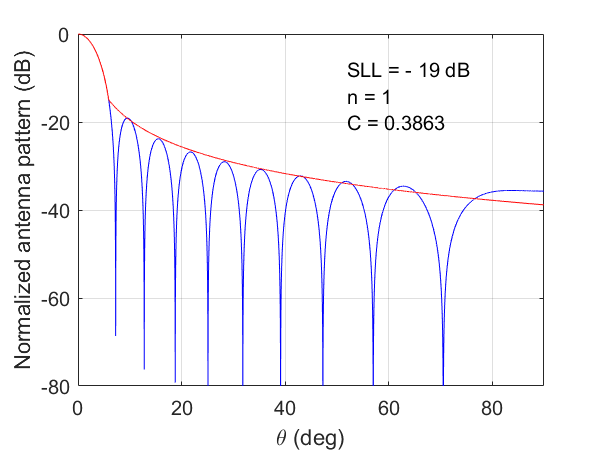 0
SLL = - 19 dB
n = 1
C = 0.3863
-20
-40
-60
-80
0 20 40 60 80
θ (deg)
Normalized antenna pattern (dB)